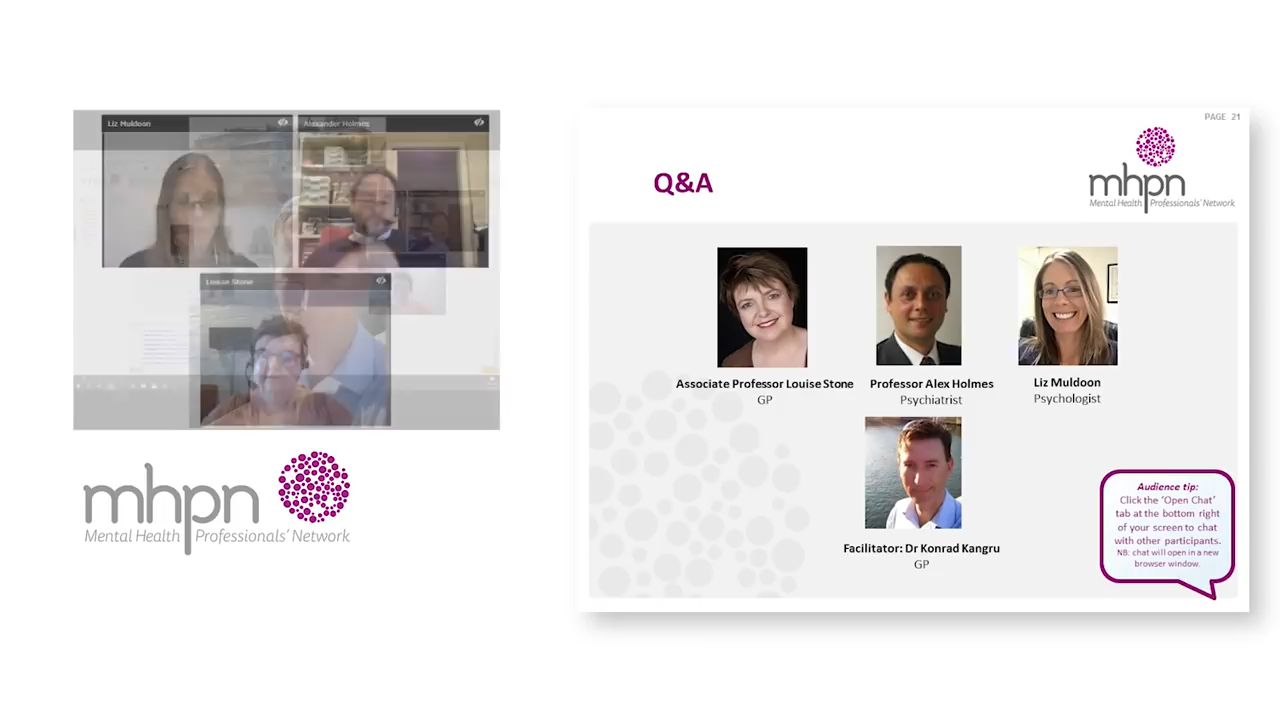 Liz Muldoon
Alexander Holmes
Louise Stone
mhpn
Mental Health Professionals' Network
PAGE 21
mhpn
Mental Health Professionals' Network
Q&A
Associate Professor Louise Stone
GP
Professor Alex Holmes
Psychiatrist
Liz Muldoon
Psychologist
Facilitator: Dr Konrad Kangru
GP
Audience tip:
Click the 'Open Chat'
tab at the bottom right
of your screen to chat
with other participants.
NB: chat will open in a new
browser window.